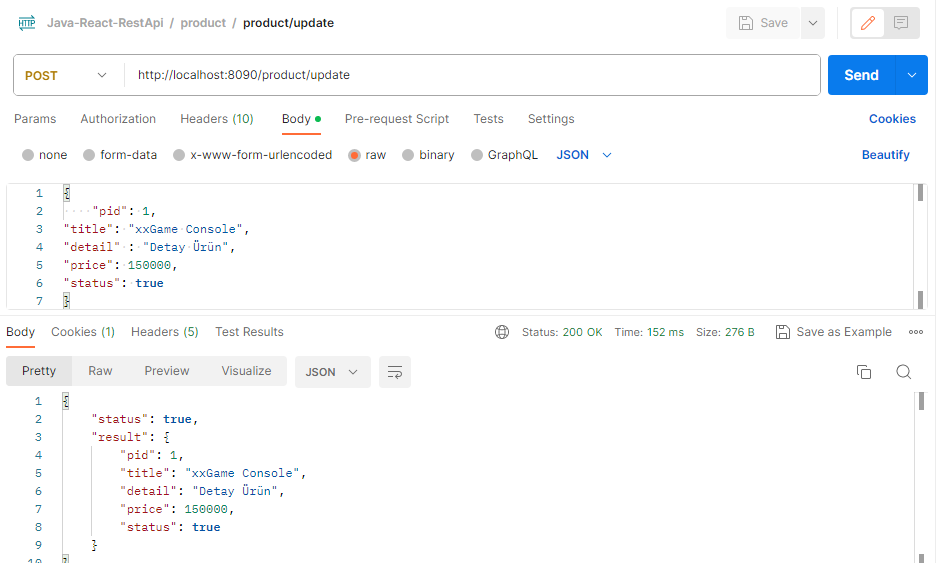 HTTP Java-React-RestApi / product / product/update Save
POST http://localhost:8090/product/update Send
Params Authorization Headers (10) Body Pre-request Script Tests Settings Cookies
none form-data x-www-form-urlencoded raw binary GraphQL JSON Beautify
1 {
2 ····"pid":·1,
3 "title":·"xxGame·Console",
4 "detail"·:·"Detay·Ürün",
5 "price":·150000,
6 "status":·true
7 }
Body Cookies (1) Headers (5) Test Results Status: 200 OK Time: 152 ms Size: 276 B Save as Example
Pretty Raw Preview Visualize JSON
1 {
2 "status": true,
3 "result": {
4 "pid": 1,
5 "title": "xxGame Console",
6 "detail": "Detay Ürün",
7 "price": 150000,
8 "status": true
9 }
10 }